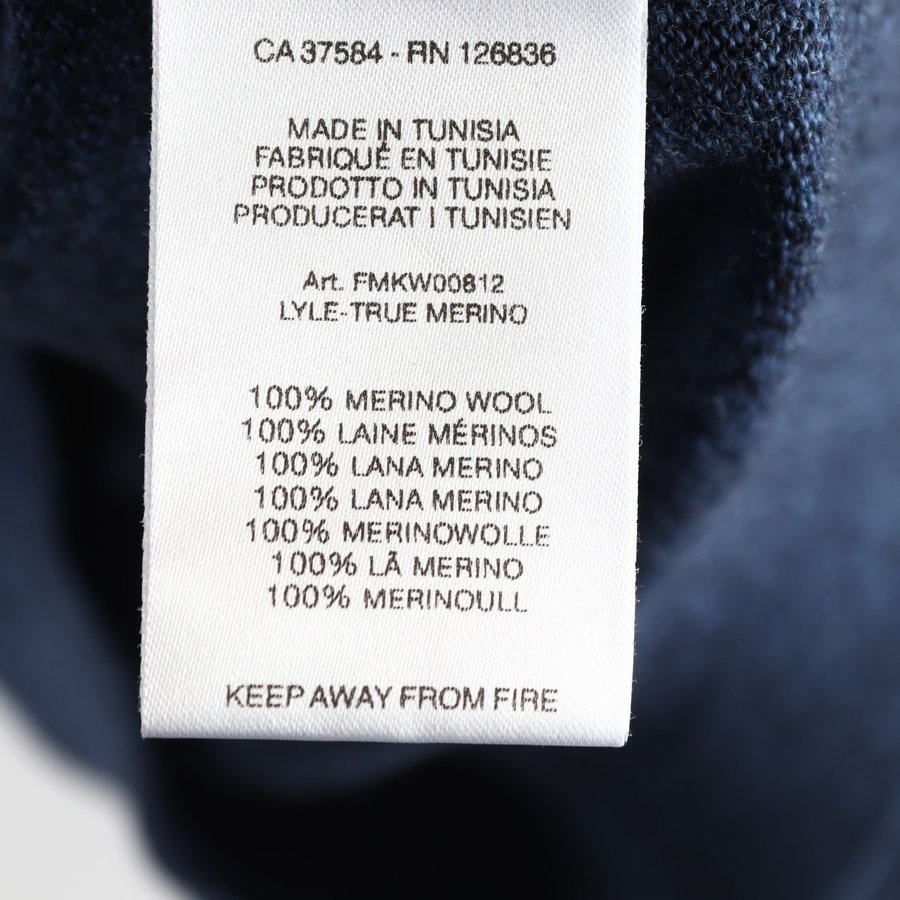 CA 37584 - RN 126836
MADE IN TUNISIA
FABRIQUÉ EN TUNISIE
PRODOTTO IN TUNISIA
PRODUCERAT I TUNISIEN
Art. FMKW00812
LYLE-TRUE MERINO
100% MERINO WOOL
100% LAINE MÉRINOS
100% LANA MERINO
100% LANA MERINO
100% MERINOWOLLE
100% LÃ MERINO
100% MERINOULL
KEEP AWAY FROM FIRE